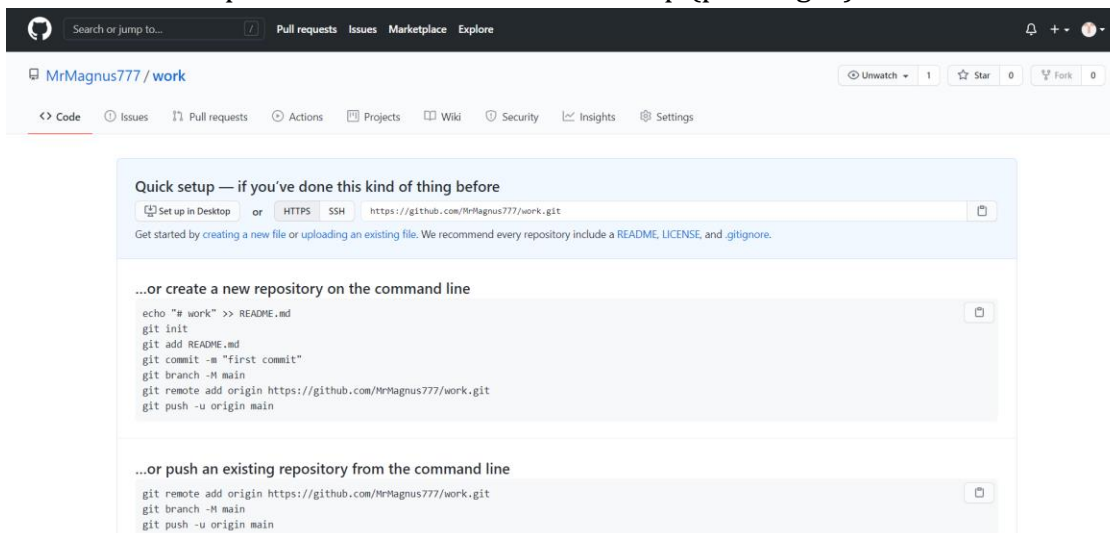 Search or jump to... / Pull requests Issues Marketplace Explore
MrMagnus777 / work Unwatch 1 Star 0 Fork 0
<> Code Issues Pull requests Actions Projects Wiki Security Insights Settings
Quick setup — if you've done this kind of thing before
Set up in Desktop or HTTPS SSH https://github.com/MrMagnus777/work.git
Get started by creating a new file or uploading an existing file. We recommend every repository include a README, LICENSE, and .gitignore.
...or create a new repository on the command line
echo "# work" >> README.md
git init
git add README.md
git commit -m "first commit"
git branch -M main
git remote add origin https://github.com/MrMagnus777/work.git
git push -u origin main
...or push an existing repository from the command line
git remote add origin https://github.com/MrMagnus777/work.git
git branch -M main
git push -u origin main